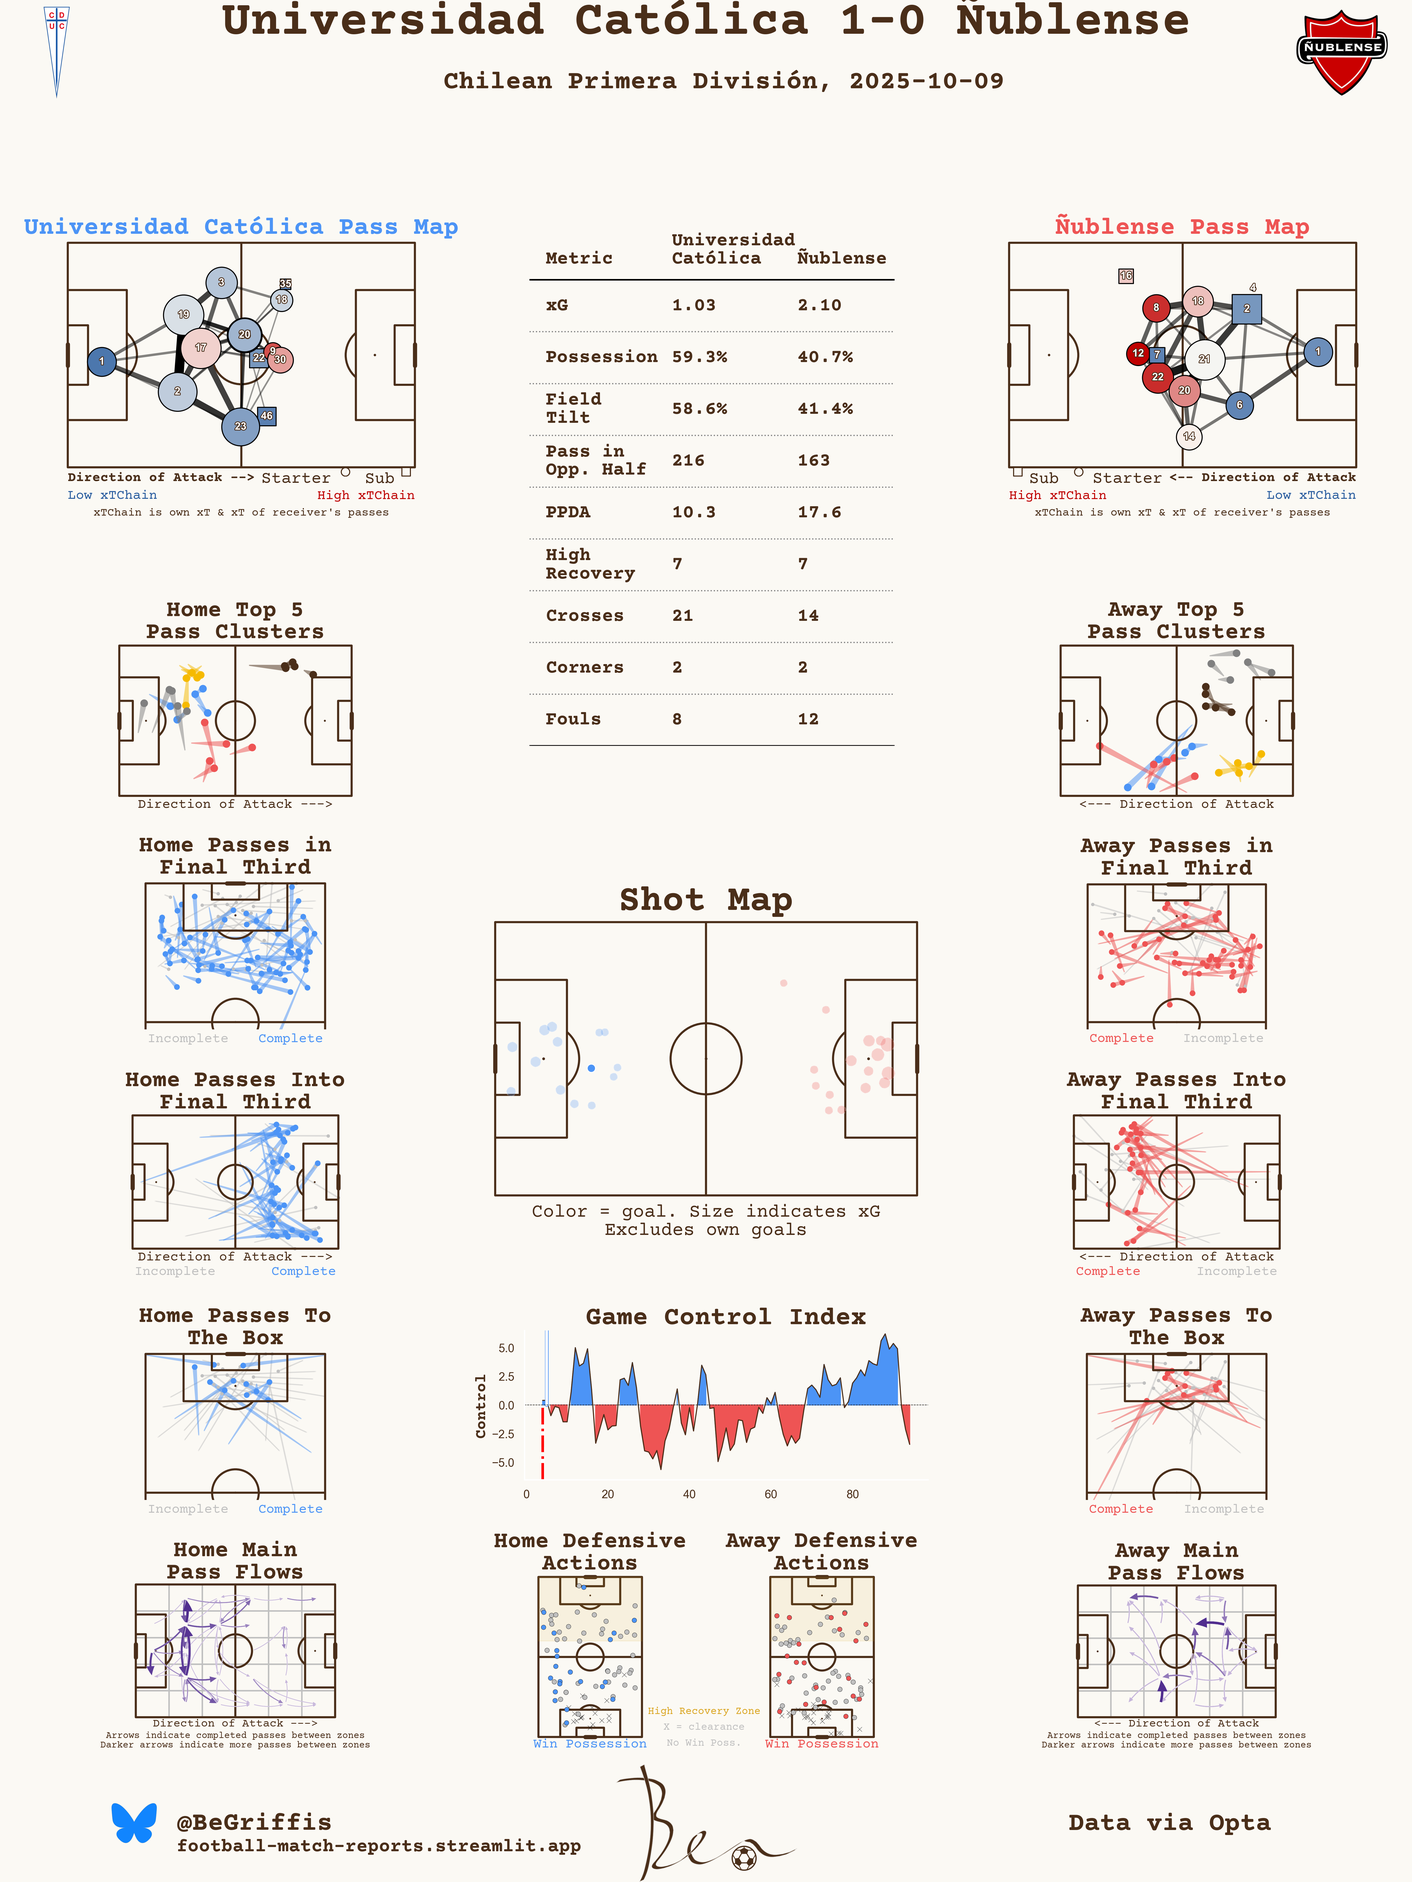 Universidad Católica 1-0 Ñublense
Chilean Primera División, 2025-10-09
C D
U C
ÑUBLENSE
Universidad Católica Pass Map
3
35
18
19
20
17
22
9
30
1
2
23
46
Direction of Attack --> Starter Sub
Low xTChain High xTChain
xTChain is own xT & xT of receiver's passes
Metric Universidad Católica Ñublense
xG 1.03 2.10
Possession 59.3% 40.7%
Field Tilt 58.6% 41.4%
Pass in Opp. Half 216 163
PPDA 10.3 17.6
High Recovery 7 7
Crosses 21 14
Corners 2 2
Fouls 8 12
Ñublense Pass Map
16
4
8
18
2
12
7
21
1
22
20
6
14
Sub Starter <-- Direction of Attack
High xTChain Low xTChain
xTChain is own xT & xT of receiver's passes
Home Top 5
Pass Clusters
Direction of Attack --->
Away Top 5
Pass Clusters
<--- Direction of Attack
Home Passes in
Final Third
Incomplete Complete
Away Passes in
Final Third
Complete Incomplete
Shot Map
Color = goal. Size indicates xG
Excludes own goals
Home Passes Into
Final Third
Direction of Attack --->
Incomplete Complete
Away Passes Into
Final Third
<--- Direction of Attack
Complete Incomplete
Home Passes To
The Box
Incomplete Complete
Game Control Index
Control
5.0
2.5
0.0
−2.5
−5.0
0 20 40 60 80
Away Passes To
The Box
Complete Incomplete
Home Main
Pass Flows
Direction of Attack --->
Arrows indicate completed passes between zones
Darker arrows indicate more passes between zones
Home Defensive
Actions
Win Possession
High Recovery Zone
X = clearance
No Win Poss.
Away Defensive
Actions
Win Possession
Away Main
Pass Flows
<--- Direction of Attack
Arrows indicate completed passes between zones
Darker arrows indicate more passes between zones
@BeGriffis
football-match-reports.streamlit.app
Ben
Data via Opta